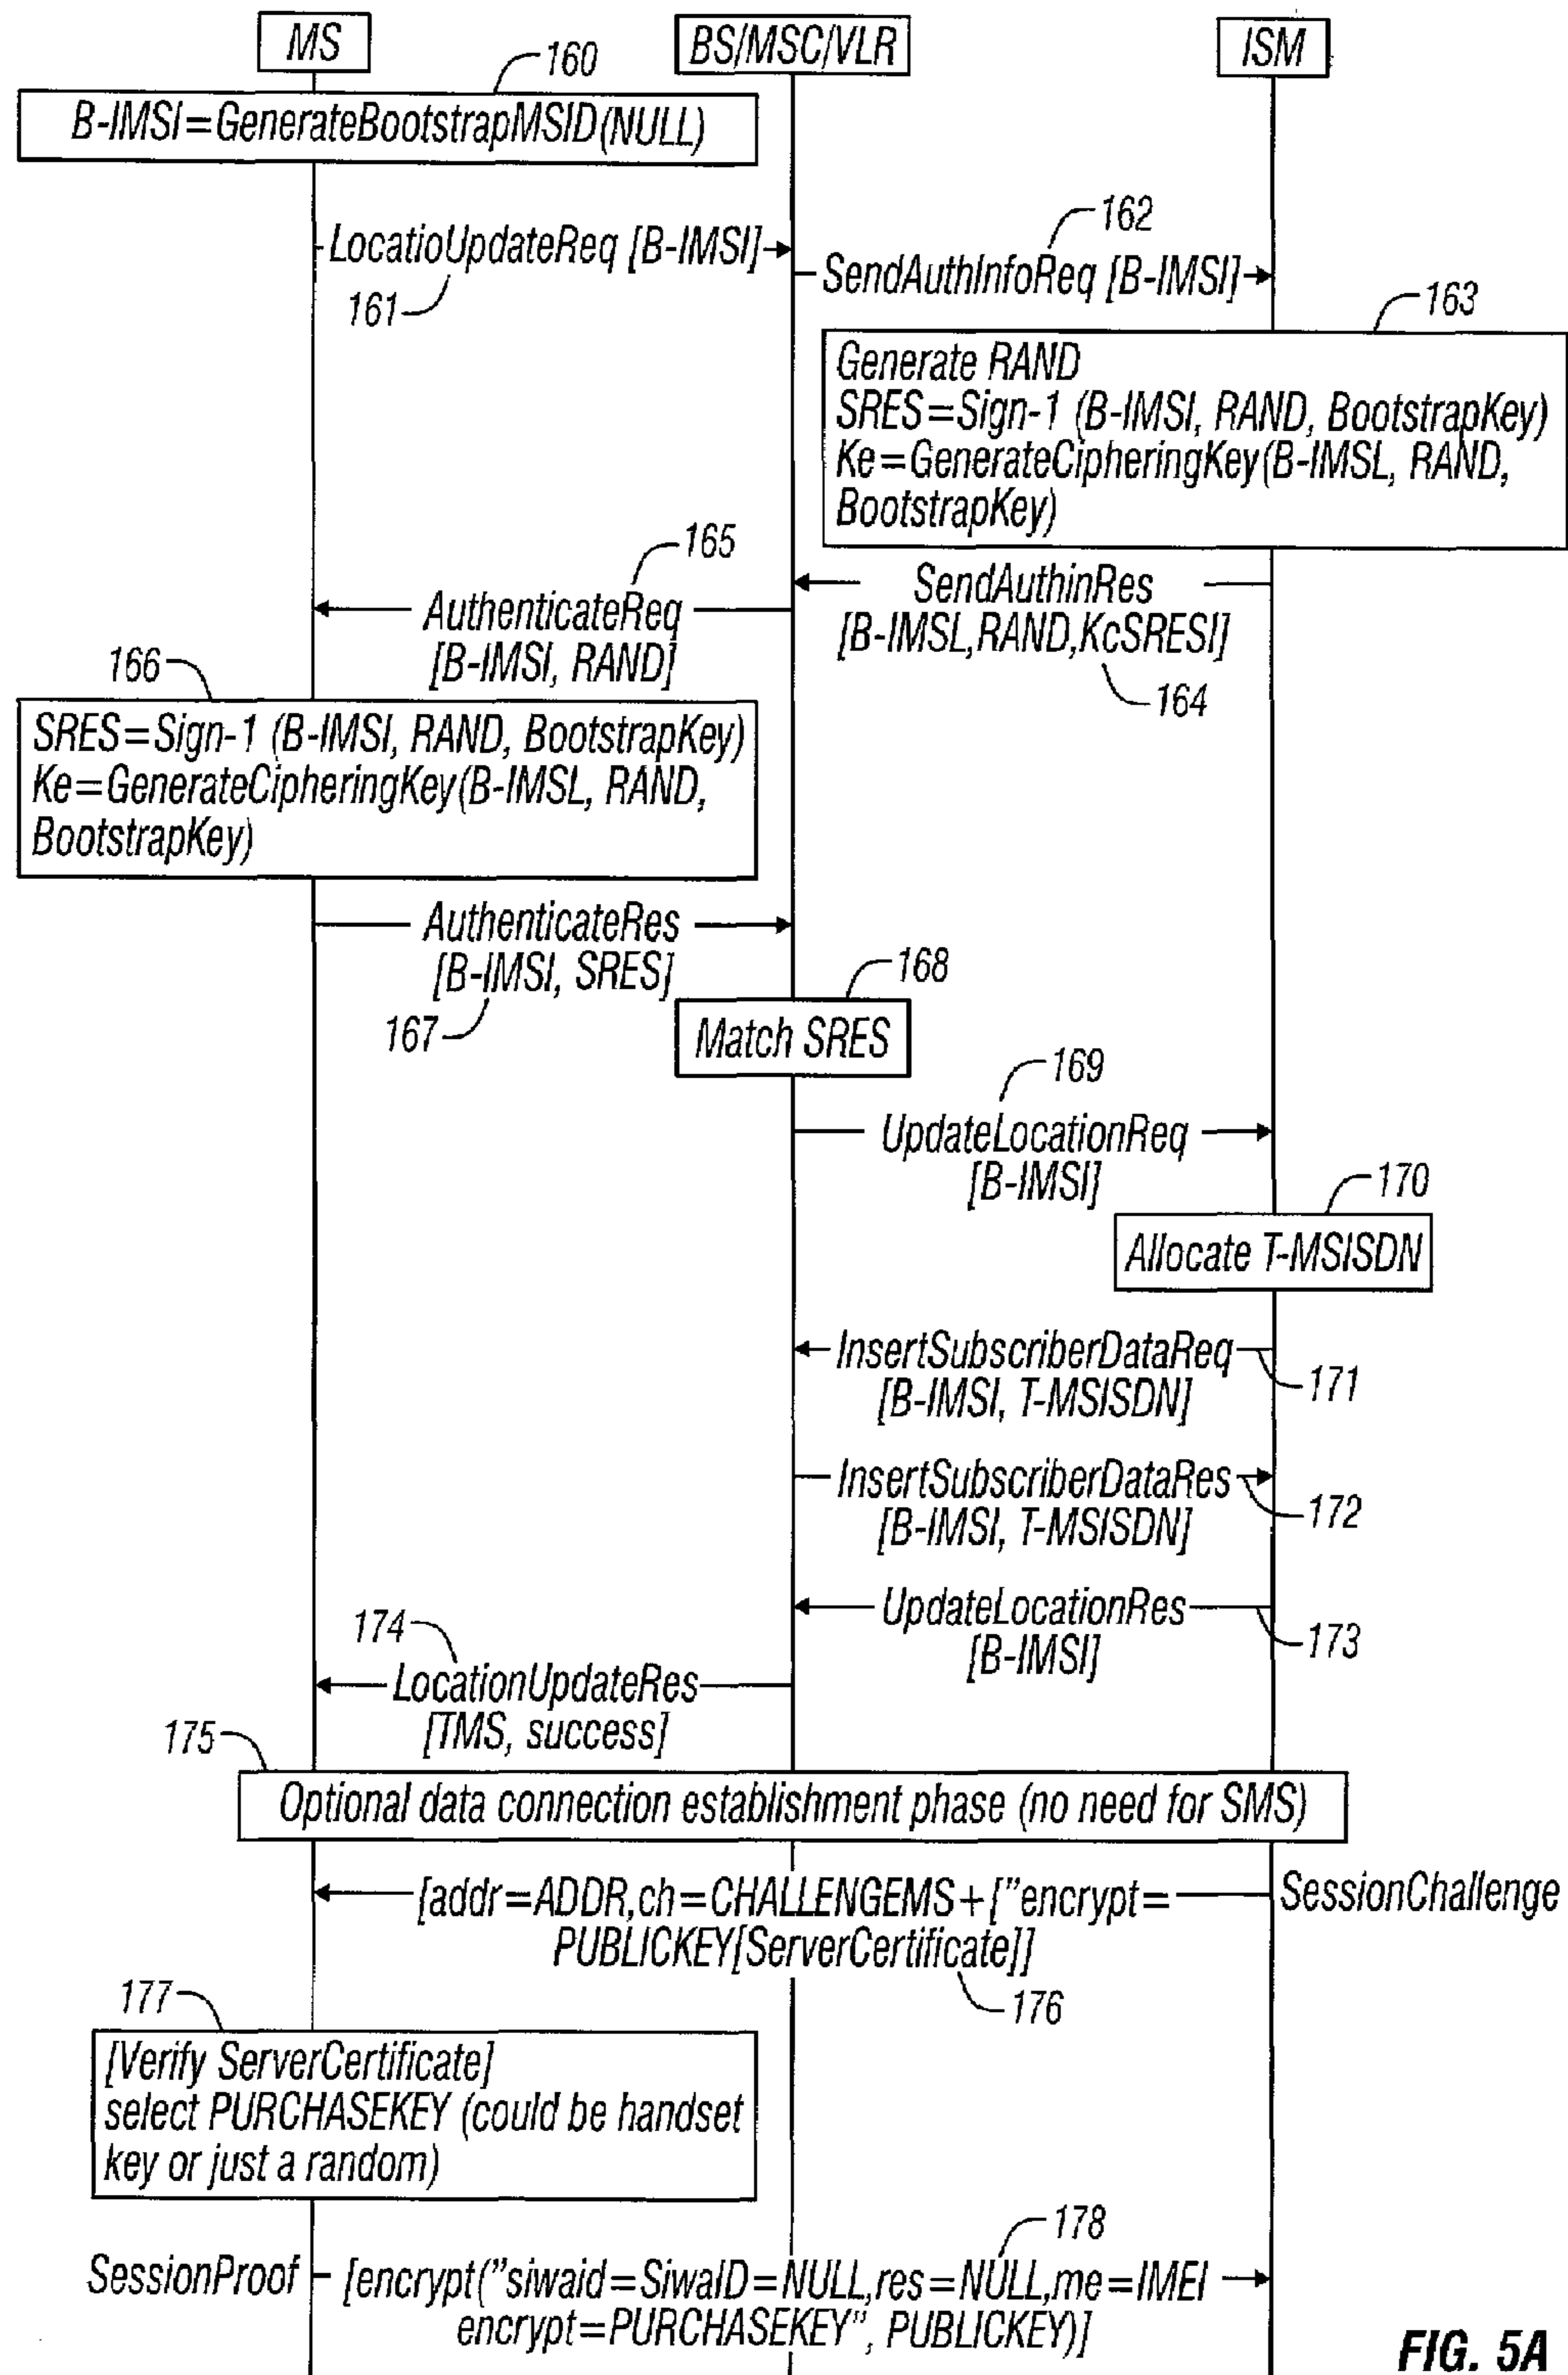 MS
BS/MSC/VLR
ISM
160
B-IMSI=GenerateBootstrapMSID(NULL)
LocatioUpdateReq [B-IMSI]
161
162
SendAuthInfoReq [B-IMSI]
163
Generate RAND
SRES=Sign-1 (B-IMSI, RAND, BootstrapKey)
Ke=GenerateCipheringKey(B-IMSL, RAND,
BootstrapKey)
SendAuthinRes
[B-IMSL,RAND,KcSRESI]
164
165
AuthenticateReq
[B-IMSI, RAND]
166
SRES=Sign-1 (B-IMSI, RAND, BootstrapKey)
Ke=GenerateCipheringKey(B-IMSL, RAND,
BootstrapKey)
AuthenticateRes
[B-IMSI, SRES]
167
168
Match SRES
169
UpdateLocationReq
[B-IMSI]
170
Allocate T-MSISDN
InsertSubscriberDataReq
[B-IMSI, T-MSISDN]
171
InsertSubscriberDataRes
[B-IMSI, T-MSISDN]
172
UpdateLocationRes
[B-IMSI]
173
174
LocationUpdateRes
[TMS, success]
175
Optional data connection establishment phase (no need for SMS)
[addr=ADDR,ch=CHALLENGEMS+["encrypt=
PUBLICKEY[ServerCertificate]]
SessionChallenge
176
177
[Verify ServerCertificate]
select PURCHASEKEY (could be handset
key or just a random)
178
SessionProof
[encrypt("siwaid=SiwaID=NULL,res=NULL,me=IMEI
encrypt=PURCHASEKEY", PUBLICKEY)]
FIG. 5A